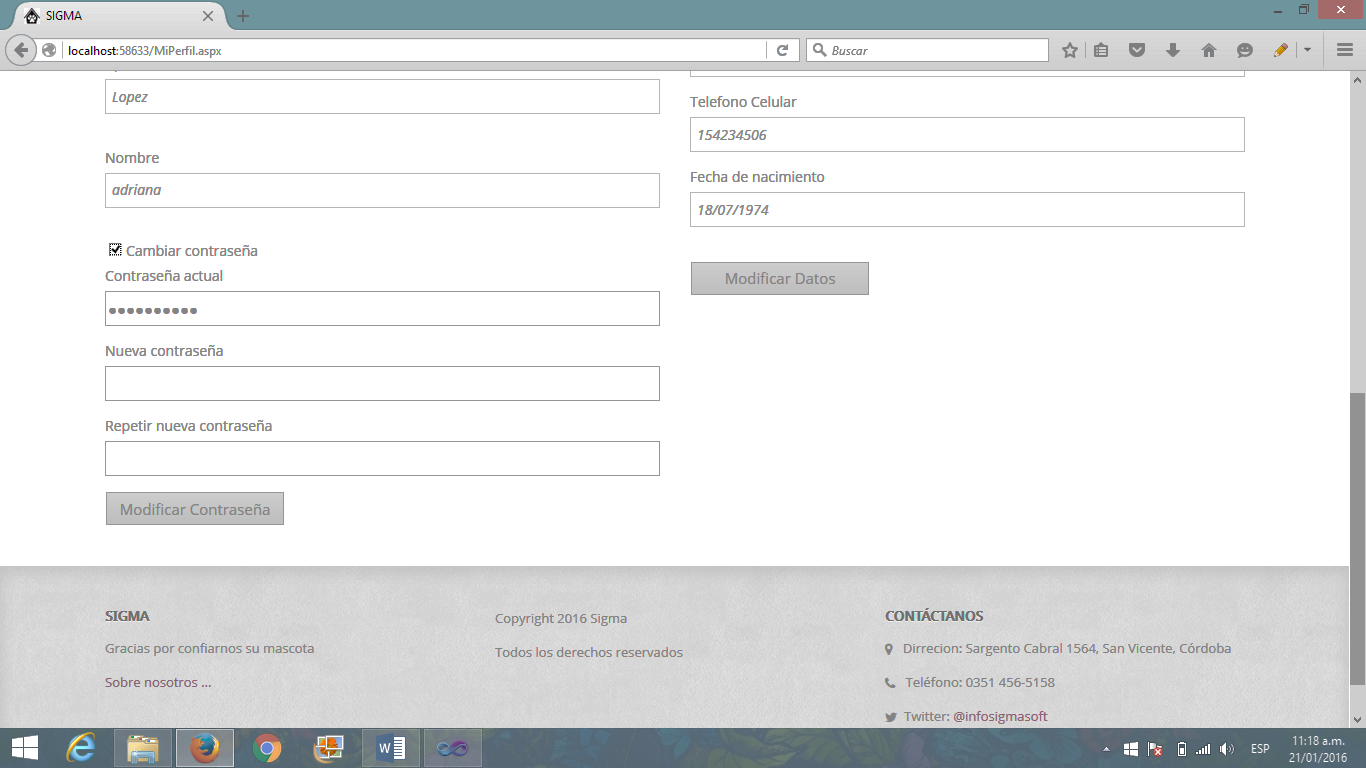 SIGMA
localhost:58633/MiPerfil.aspx
Buscar
Lopez
Nombre
adriana
Cambiar contraseña
Contraseña actual
Nueva contraseña
Repetir nueva contraseña
Modificar Contraseña
Telefono Celular
154234506
Fecha de nacimiento
18/07/1974
Modificar Datos
SIGMA
Gracias por confiarnos su mascota
Sobre nosotros ...
Copyright 2016 Sigma
Todos los derechos reservados
CONTÁCTANOS
Dirrecion: Sargento Cabral 1564, San Vicente, Córdoba
Teléfono: 0351 456-5158
Twitter: @infosigmasoft
ESP
11:18 a.m.
21/01/2016